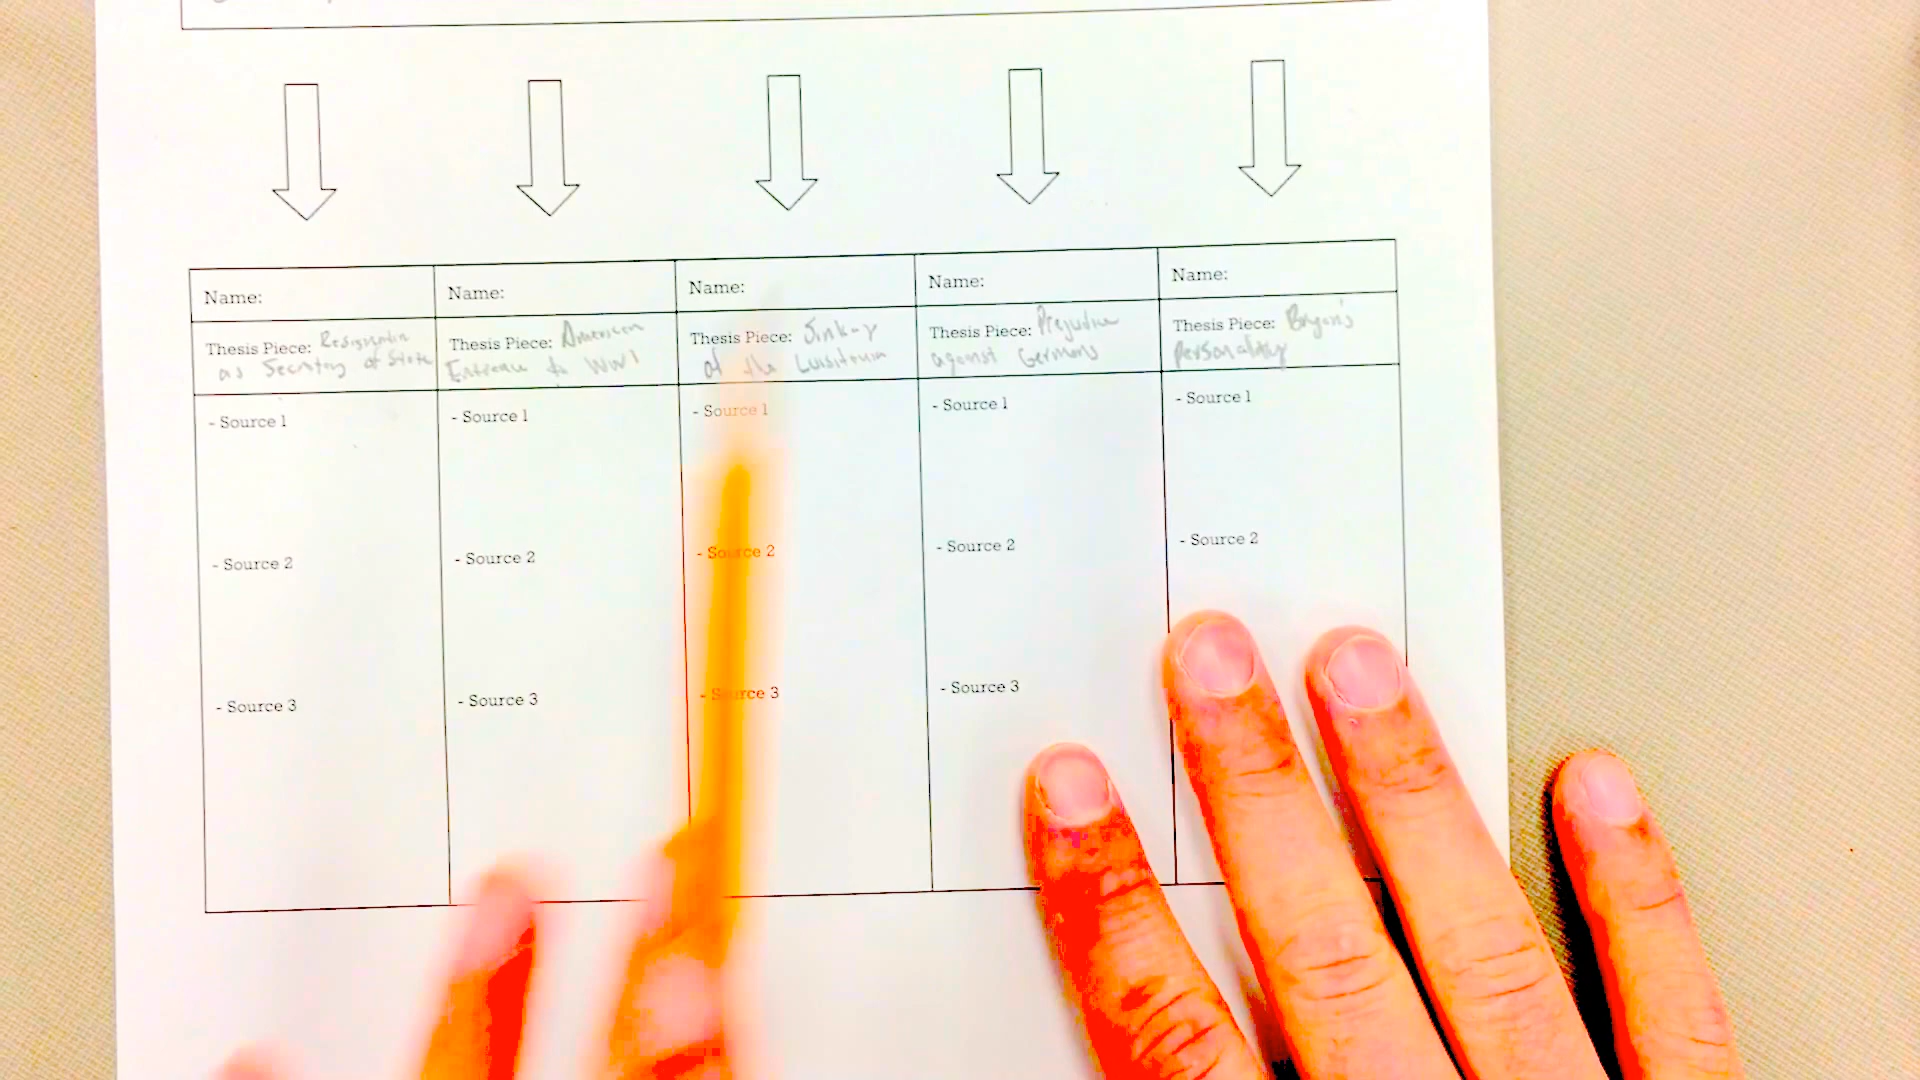 Name:
Thesis Piece: Resignation
as Secretary of State
- Source 1
- Source 2
- Source 3
Name:
Thesis Piece: American
Entrance to WWI
- Source 1
- Source 2
- Source 3
Name:
Thesis Piece: Sinking
of the Luisitania
- Source 1
- Source 2
- Source 3
Name:
Thesis Piece: Prejudice
against Germans
- Source 1
- Source 2
- Source 3
Name:
Thesis Piece: Bryan's
personality
- Source 1
- Source 2